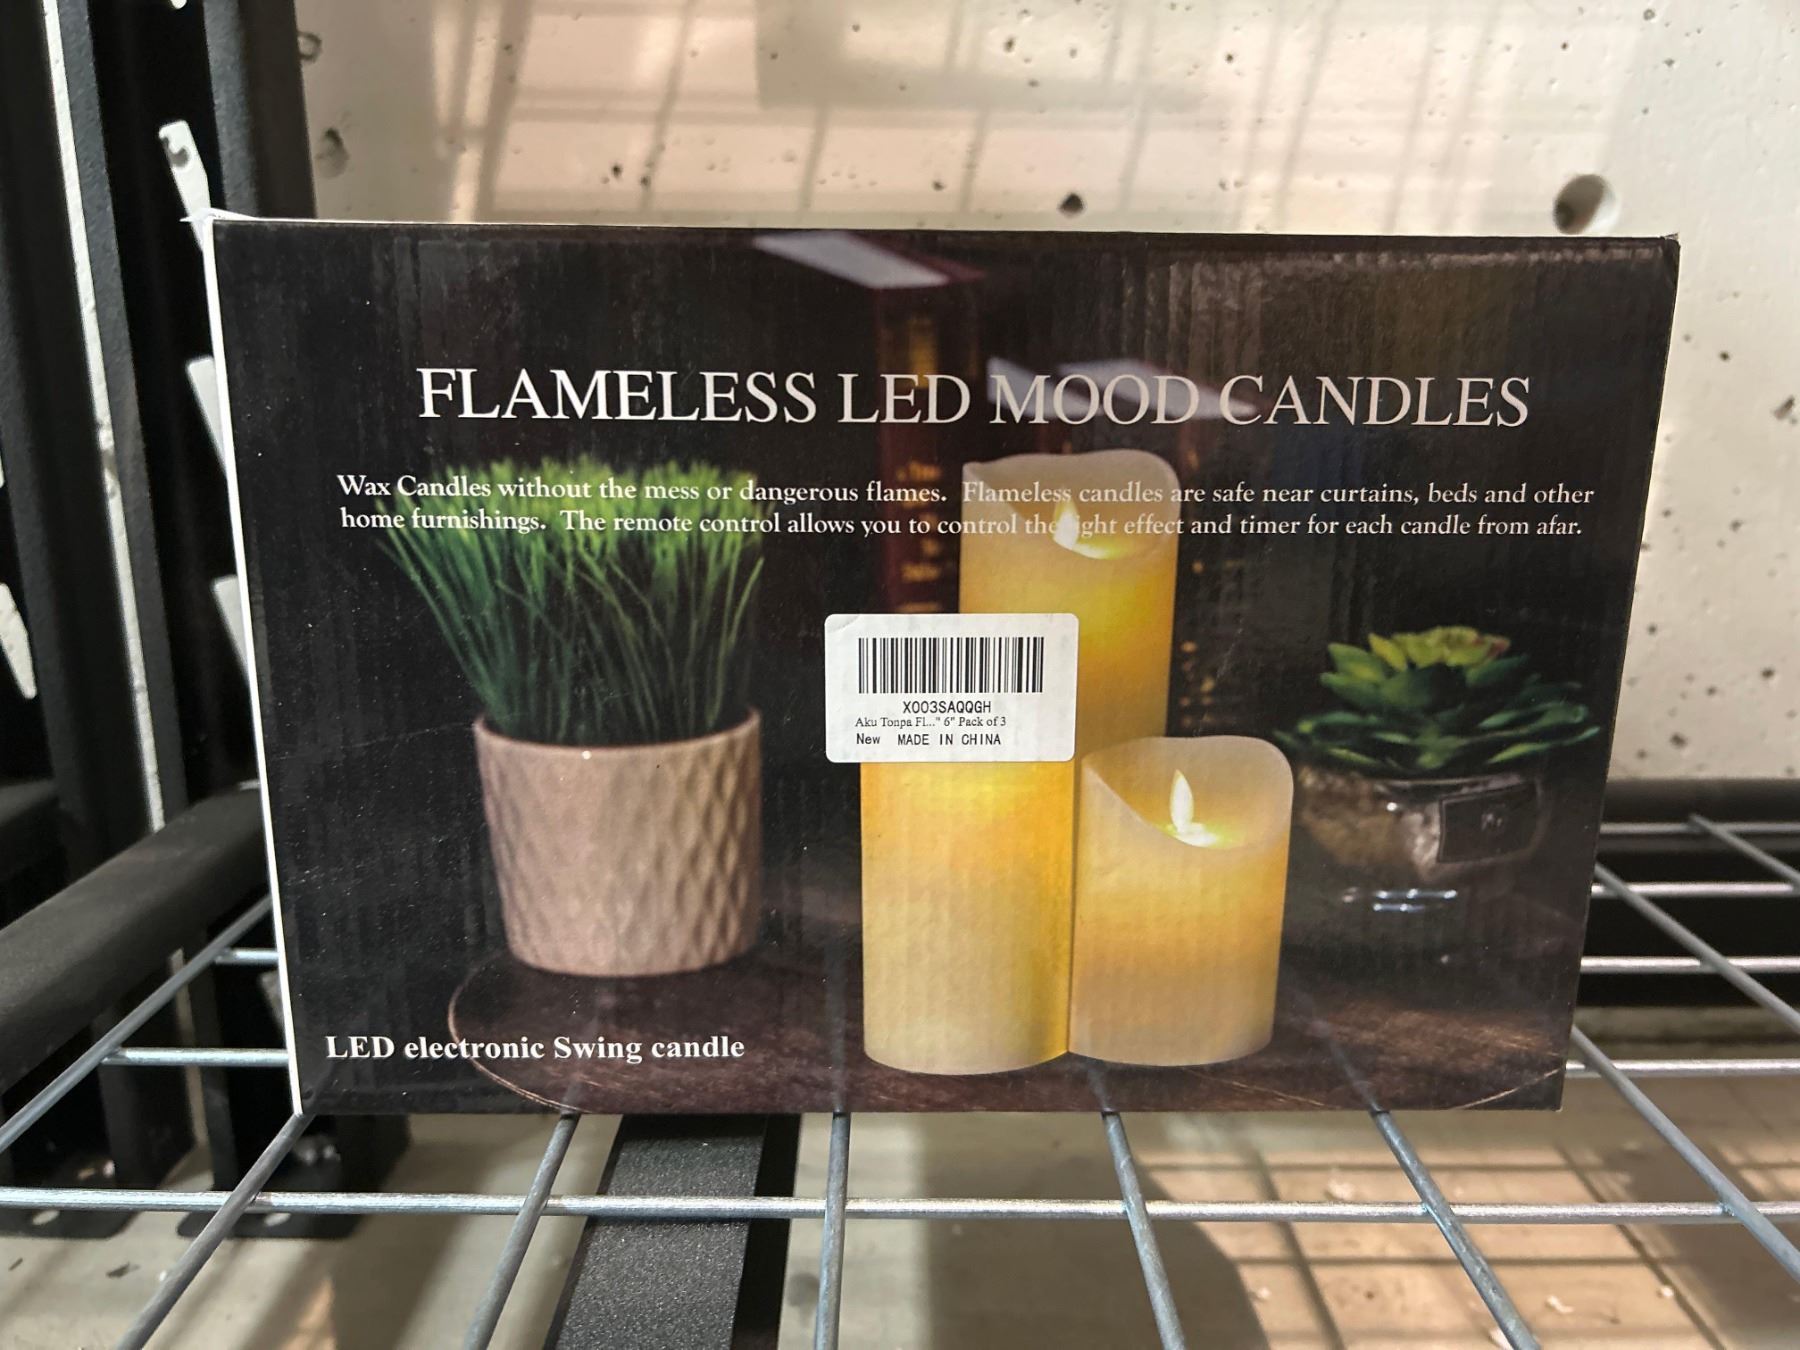 FLAMELESS LED MOOD CANDLES
Wax Candles without the mess or dangerous flames. Flameless candles are safe near curtains, beds and other
home furnishings. The remote control allows you to control the light effect and timer for each candle from afar.
X003SAQQGH
Aku Tonpa Fl..." 6" Pack of 3
New MADE IN CHINA
LED electronic Swing candle